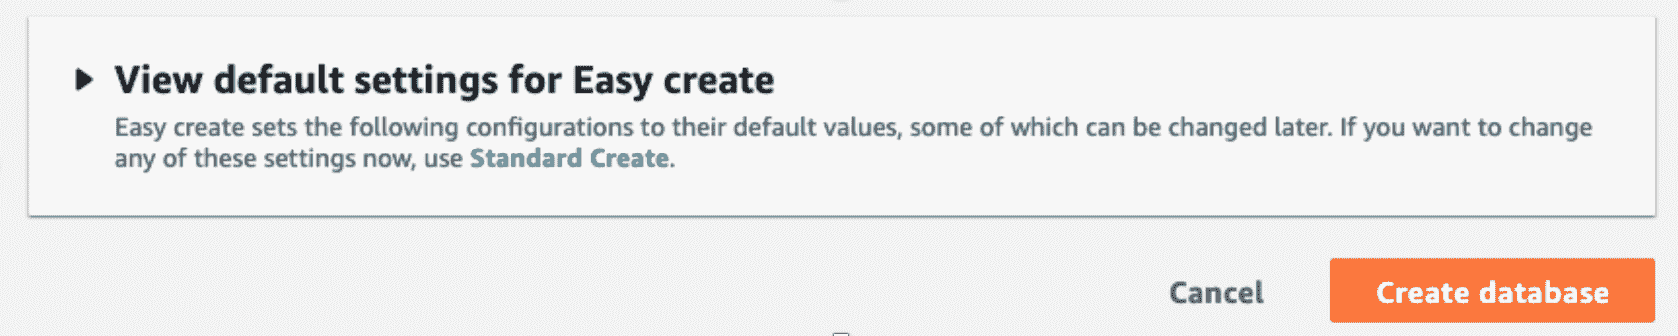 View default settings for Easy create
Easy create sets the following configurations to their default values, some of which can be changed later. If you want to change
any of these settings now, use Standard Create.
Cancel
Create database